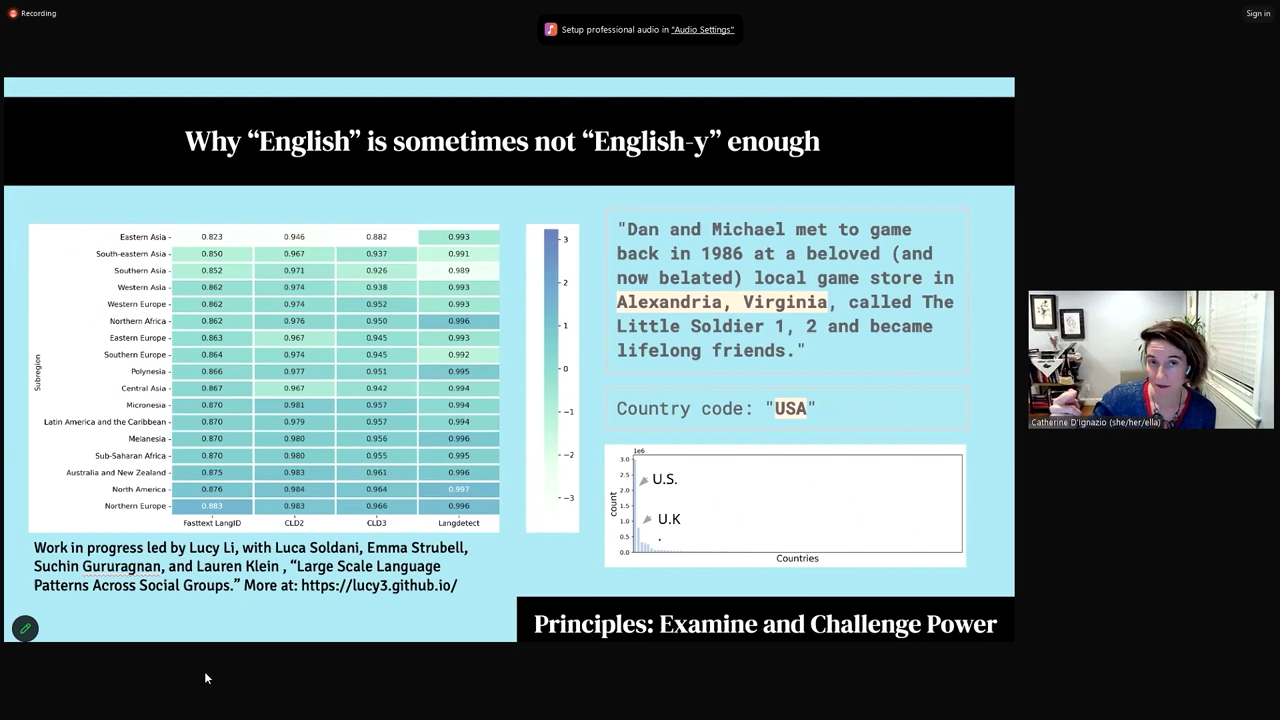 Recording
Setup professional audio in "Audio Settings"
Sign in
Why “English” is sometimes not “English-y” enough
Subregion
Eastern Asia 0.823 0.946 0.882 0.993
South-eastern Asia 0.850 0.967 0.937 0.991
Southern Asia 0.852 0.971 0.926 0.989
Western Asia 0.862 0.974 0.938 0.993
Western Europe 0.862 0.974 0.952 0.993
Northern Africa 0.862 0.976 0.950 0.996
Eastern Europe 0.863 0.967 0.945 0.993
Southern Europe 0.864 0.974 0.945 0.992
Polynesia 0.866 0.977 0.951 0.995
Central Asia 0.867 0.967 0.942 0.994
Micronesia 0.870 0.981 0.957 0.994
Latin America and the Caribbean 0.870 0.979 0.957 0.994
Melanesia 0.870 0.980 0.956 0.996
Sub-Saharan Africa 0.870 0.980 0.955 0.995
Australia and New Zealand 0.875 0.983 0.961 0.996
North America 0.876 0.984 0.964 0.997
Northern Europe 0.883 0.983 0.966 0.996
Fasttext LangID CLD2 CLD3 Langdetect
3
2
1
0
−1
−2
−3
Work in progress led by Lucy Li, with Luca Soldani, Emma Strubell,
Suchin Gururagnan, and Lauren Klein , “Large Scale Language
Patterns Across Social Groups.” More at: https://lucy3.github.io/
"Dan and Michael met to game
back in 1986 at a beloved (and
now belated) local game store in
Alexandria, Virginia, called The
Little Soldier 1, 2 and became
lifelong friends."
Country code: "USA"
1e6
3.0
2.5
2.0
1.5
1.0
0.5
0.0
count
U.S.
U.K
.
Countries
Principles: Examine and Challenge Power
Catherine D'Ignazio (she/her/ella)